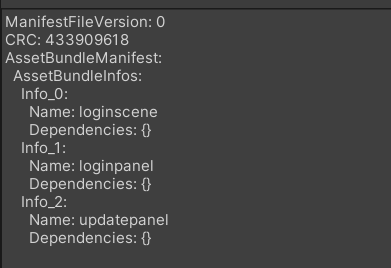 ManifestFileVersion: 0
CRC: 433909618
AssetBundleManifest:
  AssetBundleInfos:
    Info_0:
      Name: loginscene
      Dependencies: {}
    Info_1:
      Name: loginpanel
      Dependencies: {}
    Info_2:
      Name: updatepanel
      Dependencies: {}